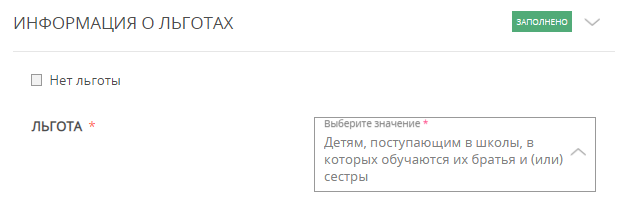 ИНФОРМАЦИЯ О ЛЬГОТАХ
ЗАПОЛНЕНО
Нет льготы
ЛЬГОТА *
Выберите значение *
Детям, поступающим в школы, в
которых обучаются их братья и (или)
сестры